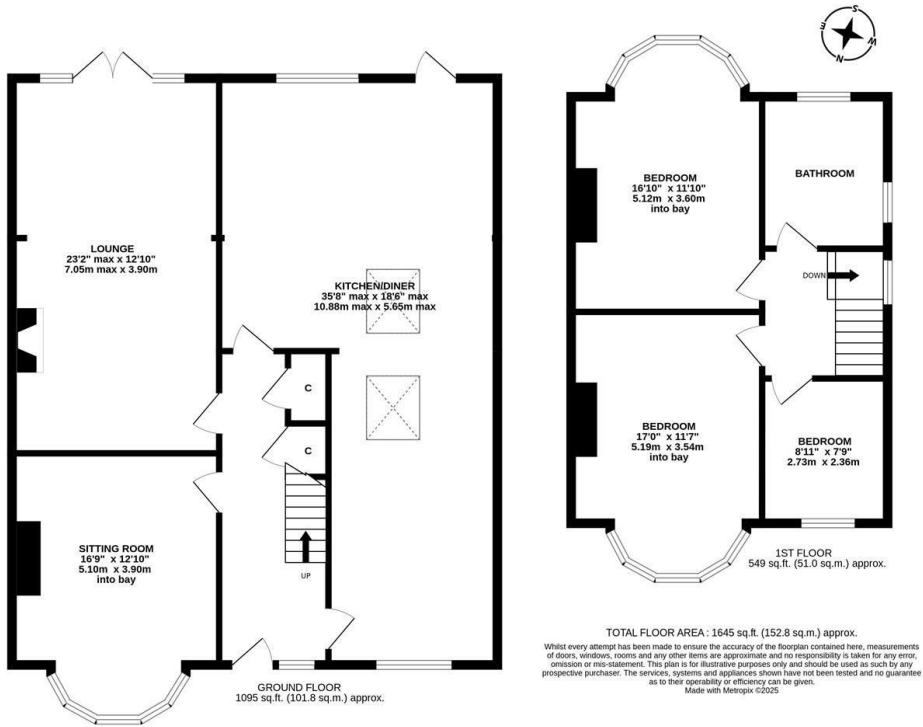 LOUNGE
23'2" max x 12'10"
7.05m max x 3.90m
KITCHEN/DINER
35'8" max x 18'6" max
10.88m max x 5.65m max
C
C
UP
SITTING ROOM
16'9" x 12'10"
5.10m x 3.90m
into bay
GROUND FLOOR
1095 sq.ft. (101.8 sq.m.) approx.
S
E
W
N
BEDROOM
16'10" x 11'10"
5.12m x 3.60m
into bay
BATHROOM
DOWN
BEDROOM
17'0" x 11'7"
5.19m x 3.54m
into bay
BEDROOM
8'11" x 7'9"
2.73m x 2.36m
1ST FLOOR
549 sq.ft. (51.0 sq.m.) approx.
TOTAL FLOOR AREA : 1645 sq.ft. (152.8 sq.m.) approx.
Whilst every attempt has been made to ensure the accuracy of the floorplan contained here, measurements
of doors, windows, rooms and any other items are approximate and no responsibility is taken for any error,
omission or mis-statement. This plan is for illustrative purposes only and should be used as such by any
prospective purchaser. The services, systems and appliances shown have not been tested and no guarantee
as to their operability or efficiency can be given.
Made with Metropix ©2025